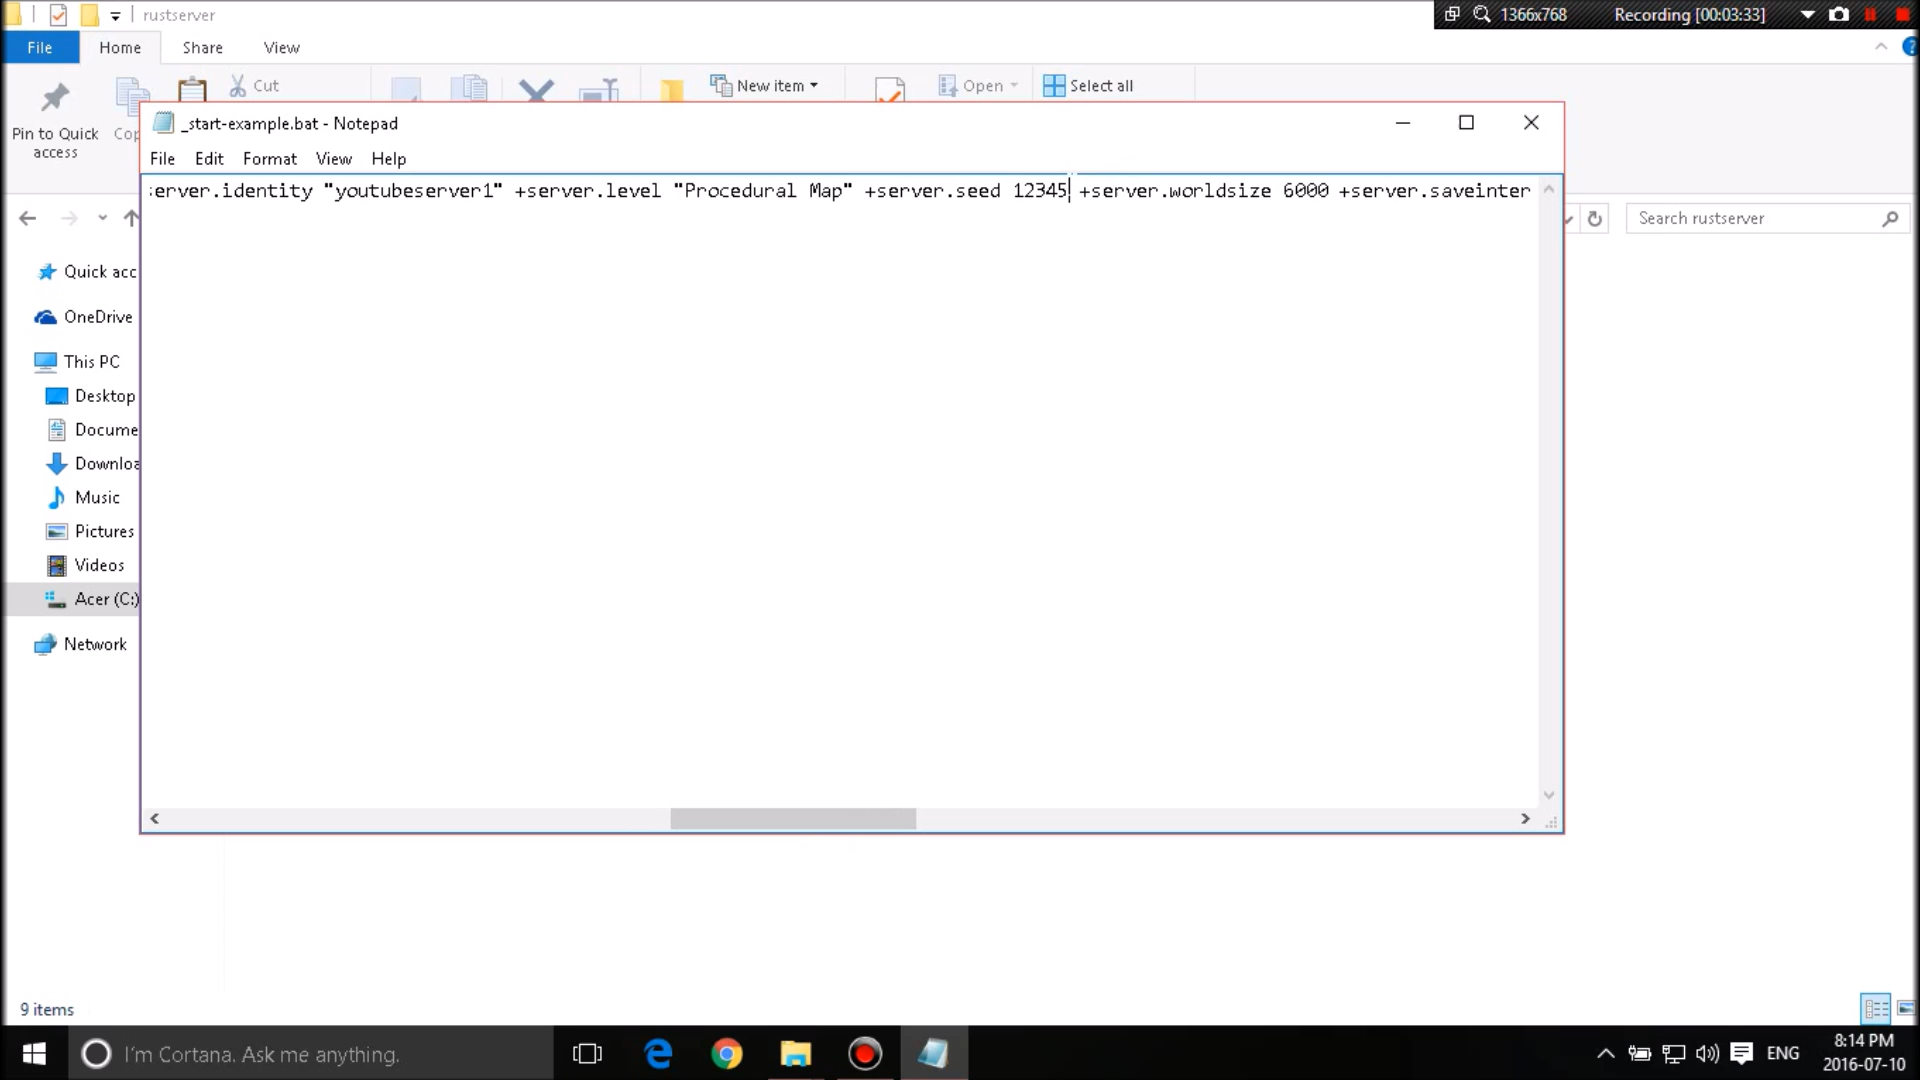 rustserver
1366x768 Recording [00:03:33]
File Home Share View
Cut
New item Open Select all
Pin to Quick access
Cop
_start-example.bat - Notepad
File Edit Format View Help
erver.identity "youtubeserver1" +server.level "Procedural Map" +server.seed 12345 +server.worldsize 6000 +server.saveinter
Search rustserver
Quick acc
OneDrive
This PC
Desktop
Docume
Downloa
Music
Pictures
Videos
Acer (C:)
Network
9 items
I'm Cortana. Ask me anything.
ENG
8:14 PM
2016-07-10